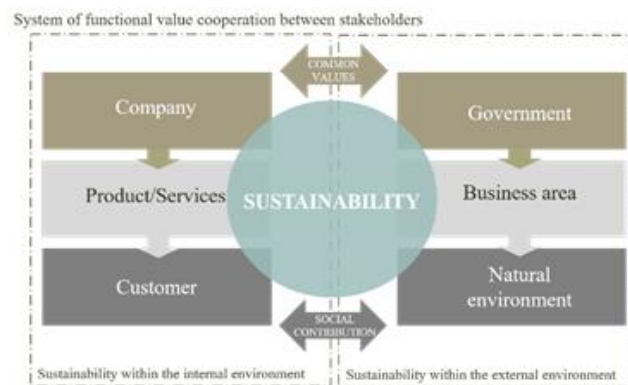 System of functional value cooperation between stakeholders
COMMON
VALUES
Company
Government
Product/Services
SUSTAINABILITY
Business area
Customer
Natural
environment
SOCIAL
CONTRIBUTION
Sustainability within the internal environment
Sustainability within the external environment